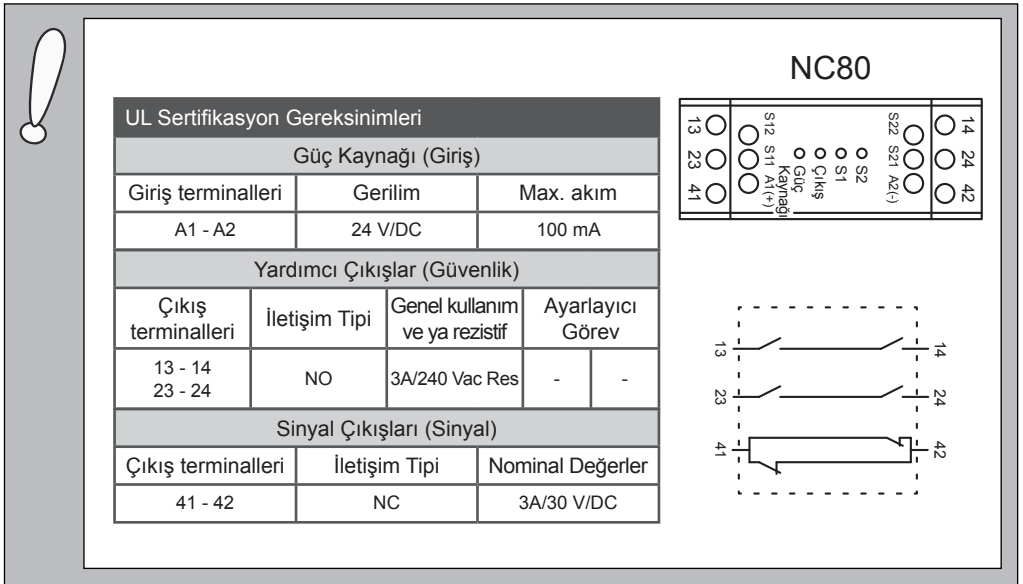 NC80
UL Sertifikasyon Gereksinimleri
Güç Kaynağı (Giriş)
Giriş terminalleri Gerilim Max. akım
A1 - A2 24 V/DC 100 mA
Yardımcı Çıkışlar (Güvenlik)
Çıkış terminalleri İletişim Tipi Genel kullanım ve ya rezistif Ayarlayıcı Görev
13 - 14
23 - 24
NO 3A/240 Vac Res - -
Sinyal Çıkışları (Sinyal)
Çıkış terminalleri İletişim Tipi Nominal Değerler
41 - 42 NC 3A/30 V/DC
13 23 41
S12 S11 A1(+)
Güç Kaynağı
Çıkış
S1
S2
S22 S21 A2(-)
14 24 42
13 14
23 24
41 42